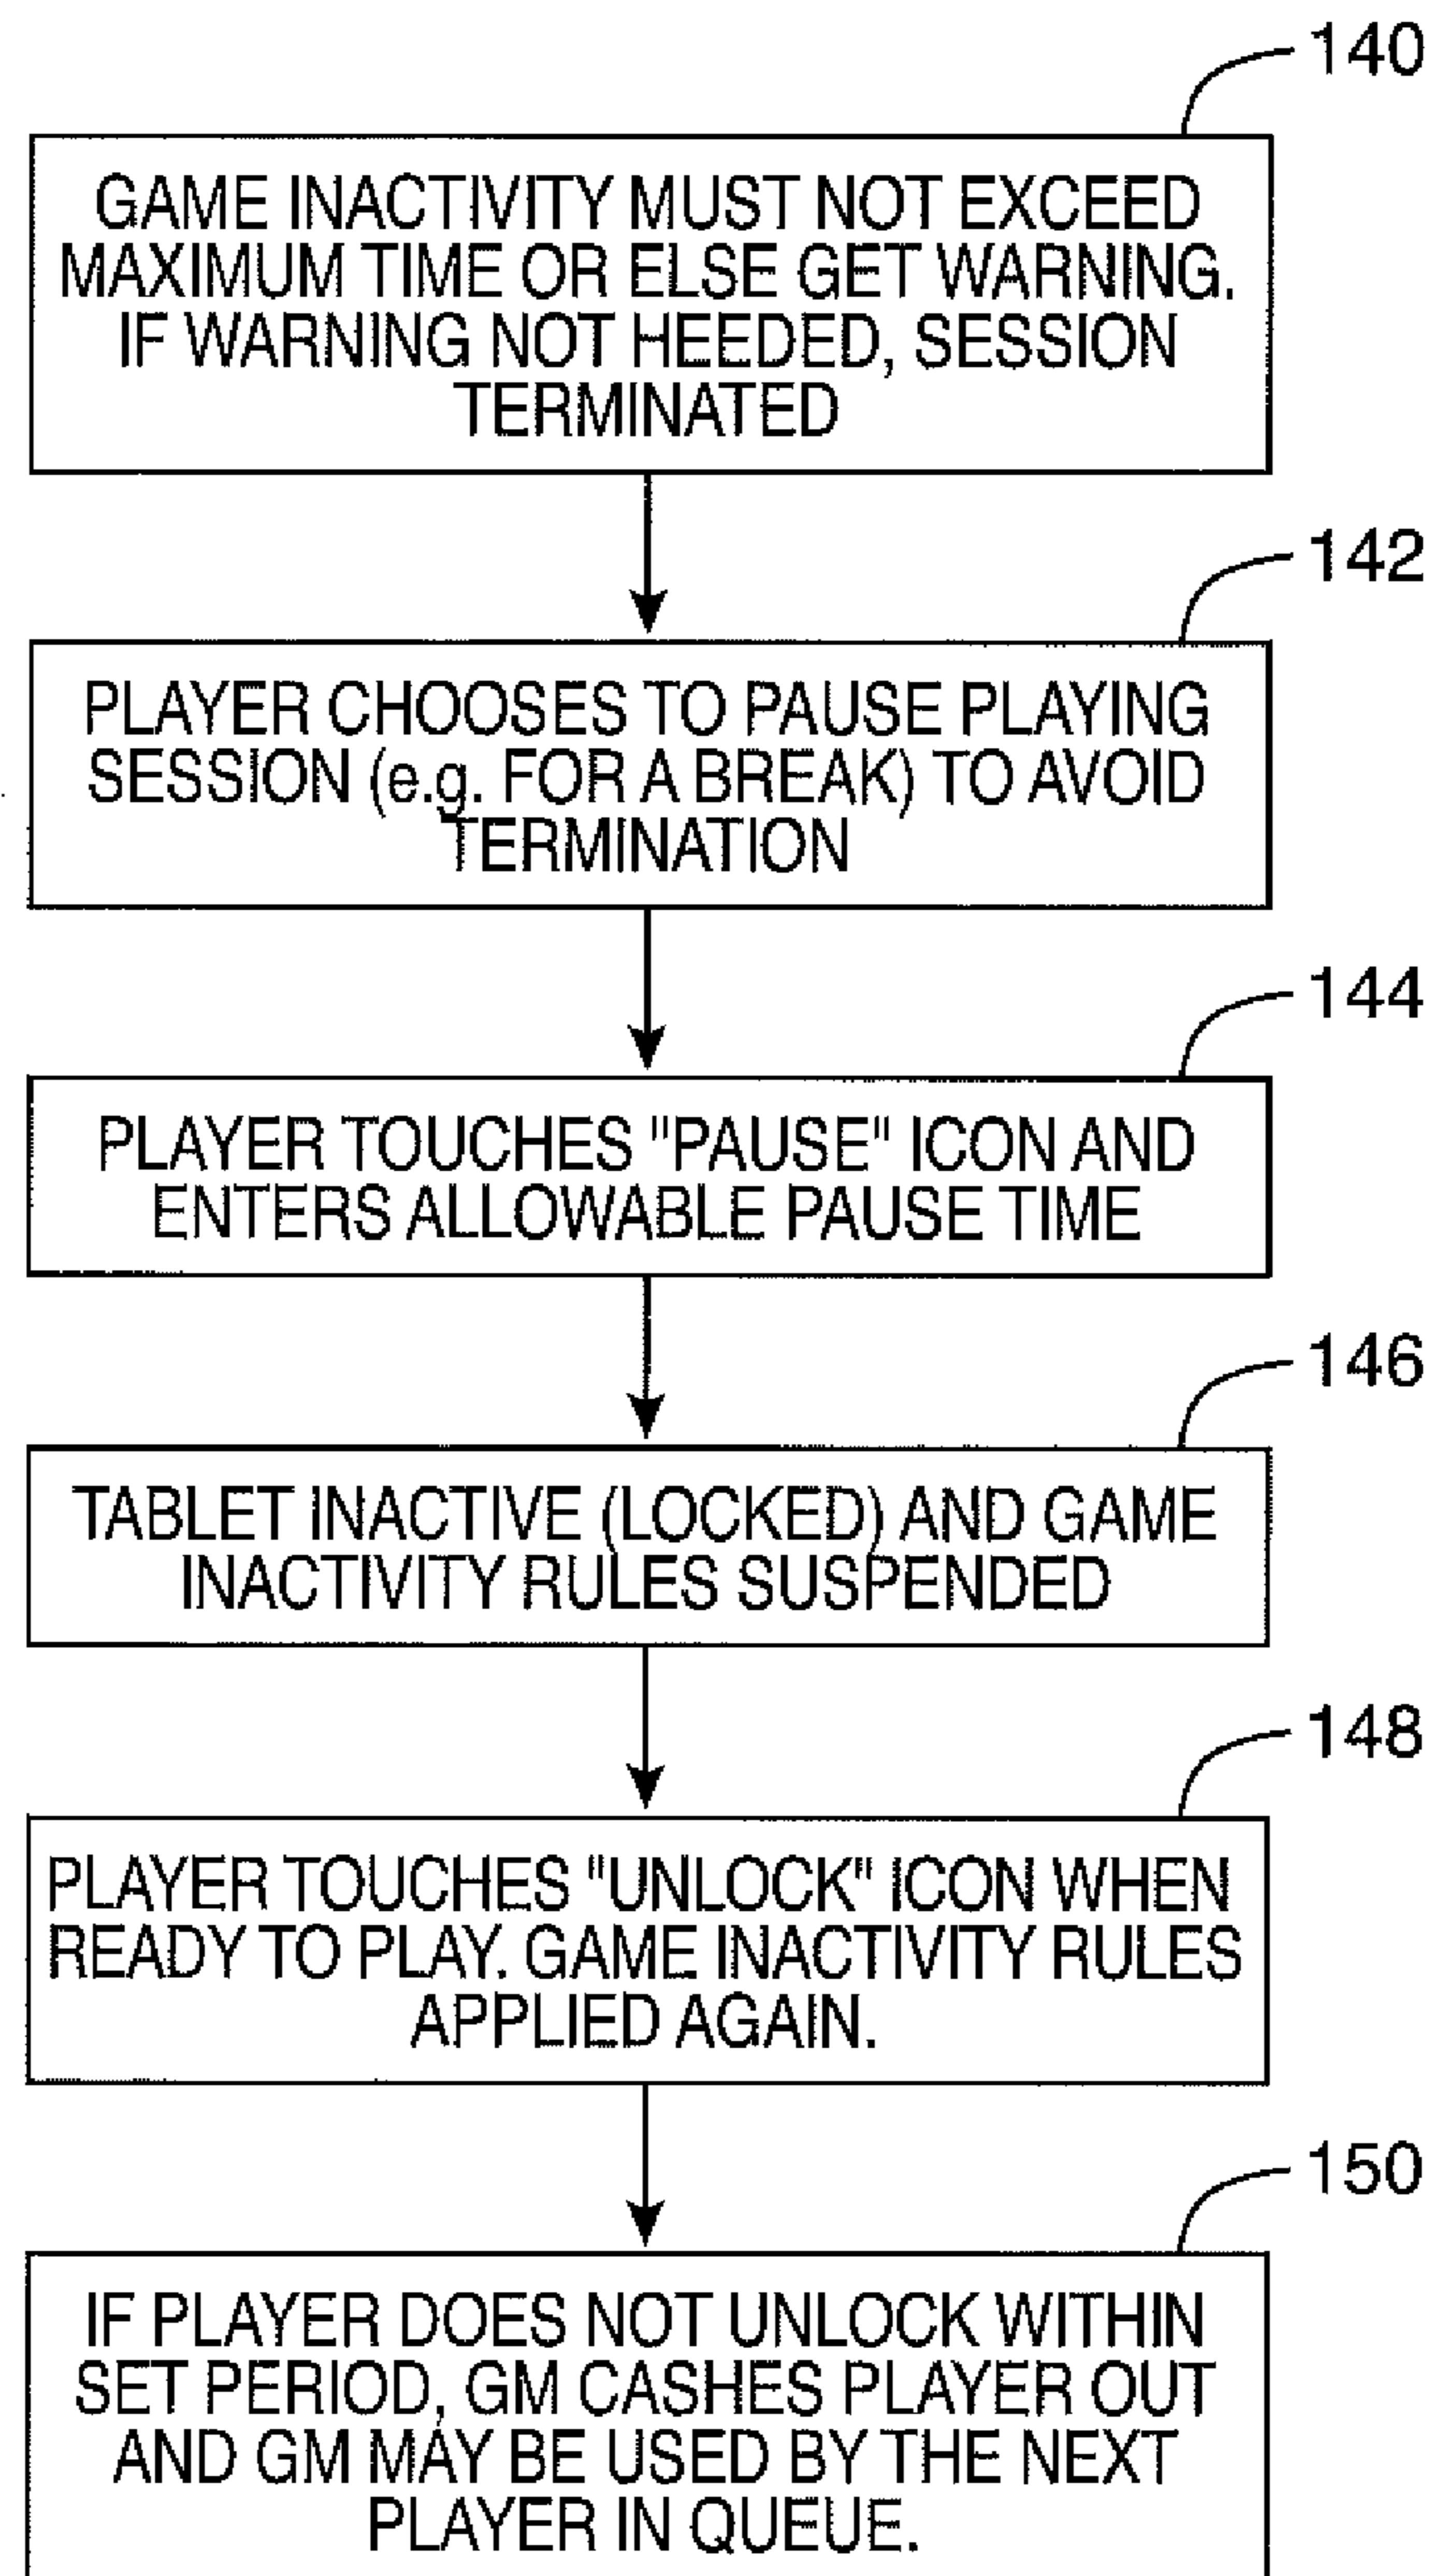 140
GAME INACTIVITY MUST NOT EXCEED
MAXIMUM TIME OR ELSE GET WARNING.
IF WARNING NOT HEEDED, SESSION
TERMINATED
142
PLAYER CHOOSES TO PAUSE PLAYING
SESSION (e.g. FOR A BREAK) TO AVOID
TERMINATION
144
PLAYER TOUCHES "PAUSE" ICON AND
ENTERS ALLOWABLE PAUSE TIME
146
TABLET INACTIVE (LOCKED) AND GAME
INACTIVITY RULES SUSPENDED
148
PLAYER TOUCHES "UNLOCK" ICON WHEN
READY TO PLAY. GAME INACTIVITY RULES
APPLIED AGAIN.
150
IF PLAYER DOES NOT UNLOCK WITHIN
SET PERIOD, GM CASHES PLAYER OUT
AND GM MAY BE USED BY THE NEXT
PLAYER IN QUEUE.